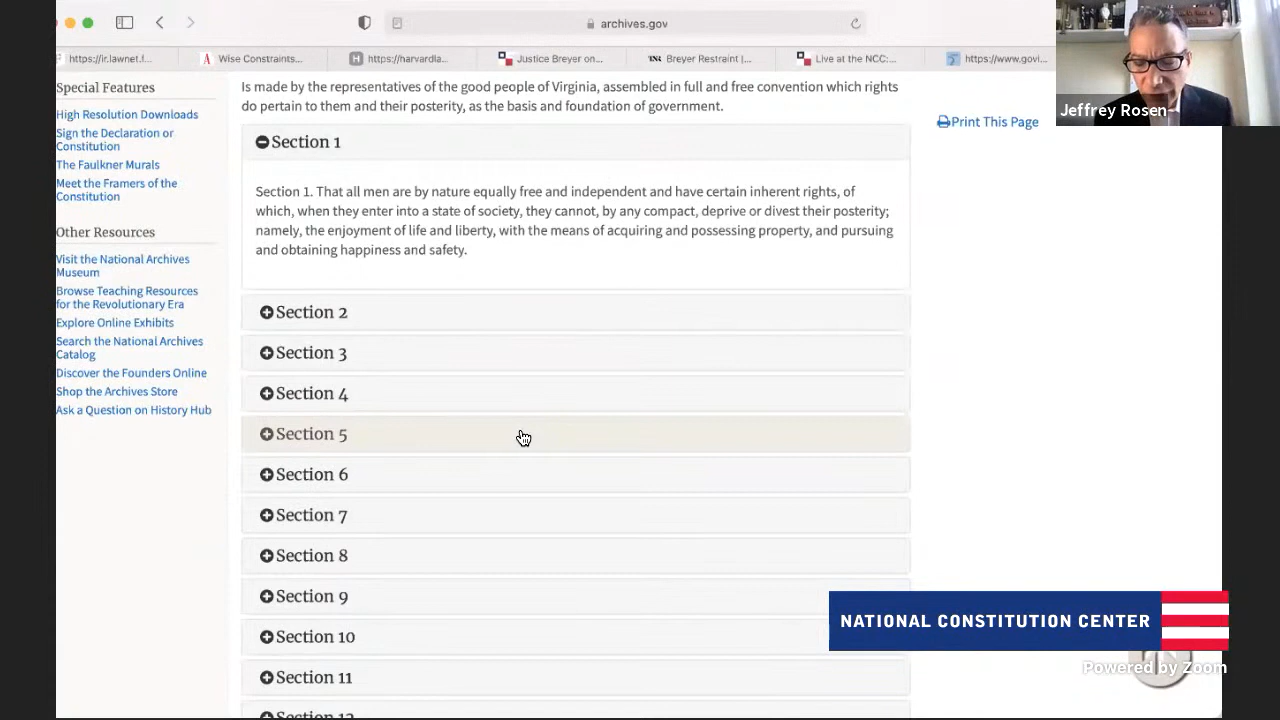 archives.gov
https://ir.lawnet.f...
Wise Constraints...
https://harvardla...
Justice Breyer on...
Breyer Restraint |...
Live at the NCC:...
https://www.govi...
Jeffrey Rosen
Special Features
High Resolution Downloads
Sign the Declaration or
Constitution
The Faulkner Murals
Meet the Framers of the
Constitution
Other Resources
Visit the National Archives
Museum
Browse Teaching Resources
for the Revolutionary Era
Explore Online Exhibits
Search the National Archives
Catalog
Discover the Founders Online
Shop the Archives Store
Ask a Question on History Hub
Is made by the representatives of the good people of Virginia, assembled in full and free convention which rights
do pertain to them and their posterity, as the basis and foundation of government.
Print This Page
Section 1
Section 1. That all men are by nature equally free and independent and have certain inherent rights, of
which, when they enter into a state of society, they cannot, by any compact, deprive or divest their posterity;
namely, the enjoyment of life and liberty, with the means of acquiring and possessing property, and pursuing
and obtaining happiness and safety.
Section 2
Section 3
Section 4
Section 5
Section 6
Section 7
Section 8
Section 9
Section 10
Section 11
Section 12
NATIONAL CONSTITUTION CENTER
Powered by Zoom